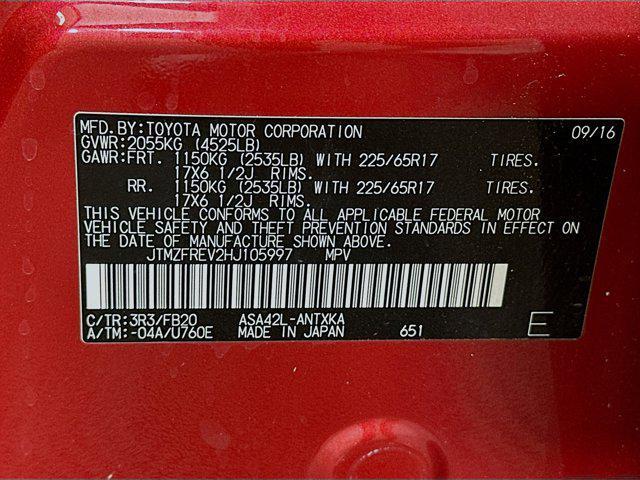 MFD.BY:TOYOTA MOTOR CORPORATION 09/16
GVWR:2055KG (4525LB)
GAWR:FRT. 1150KG (2535LB) WITH 225/65R17 TIRES.
17X6 1/2J RIMS.
RR. 1150KG (2535LB) WITH 225/65R17 TIRES.
17X6 1/2J RIMS.
THIS VEHICLE CONFORMS TO ALL APPLICABLE FEDERAL MOTOR
VEHICLE SAFETY AND THEFT PREVENTION STANDARDS IN EFFECT ON
THE DATE OF MANUFACTURE SHOWN ABOVE.
JTMZFREV2HJ105997 MPV
C/TR:3R3/FB20 ASA42L-ANTXKA
A/TM:-04A/U760E MADE IN JAPAN 651 E